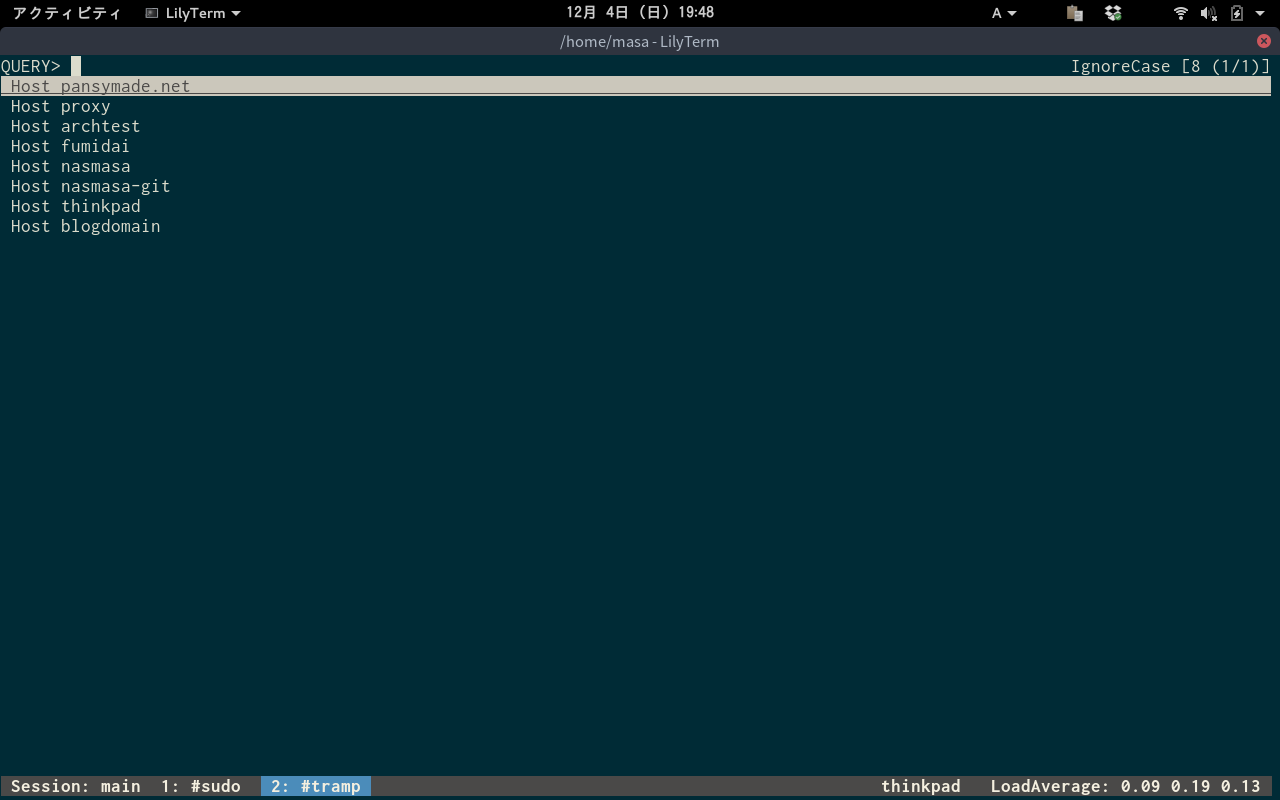 アクティビティ LilyTerm 12月 4日 (日) 19:48 A
/home/masa - LilyTerm
QUERY> IgnoreCase [8 (1/1)]
Host pansymade.net
Host proxy
Host archtest
Host fumidai
Host nasmasa
Host nasmasa-git
Host thinkpad
Host blogdomain
Session: main 1: #sudo 2: #tramp thinkpad LoadAverage: 0.09 0.19 0.13